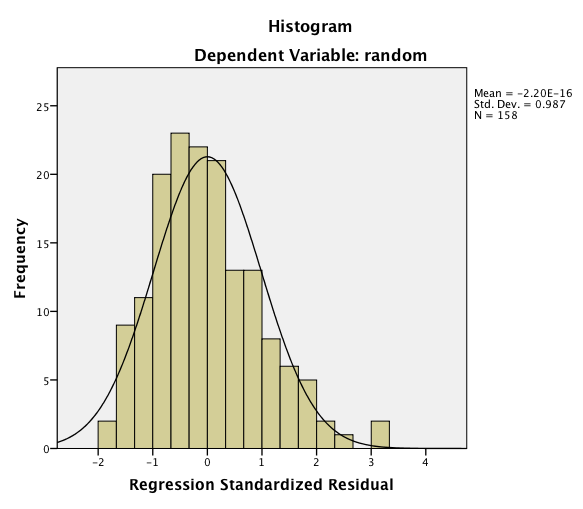 Histogram
Dependent Variable: random
Mean = -2.20E-16
Std. Dev. = 0.987
N = 158
Frequency
25
20
15
10
5
0
-2 -1 0 1 2 3 4
Regression Standardized Residual